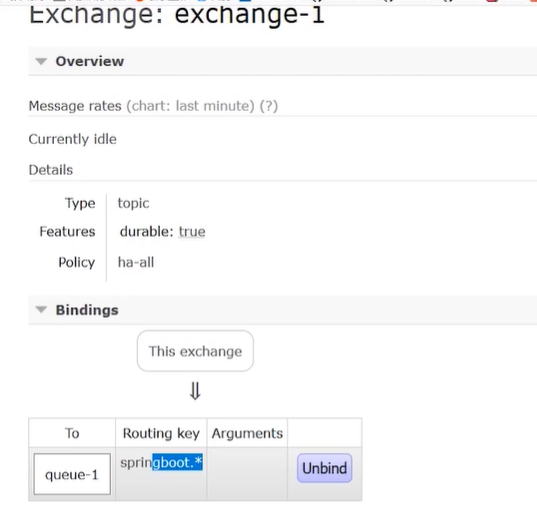 Exchange: exchange-1
Overview
Message rates (chart: last minute) (?)
Currently idle
Details
Type topic
Features durable: true
Policy ha-all
Bindings
This exchange
⇓
To Routing key Arguments
queue-1 springboot.* Unbind